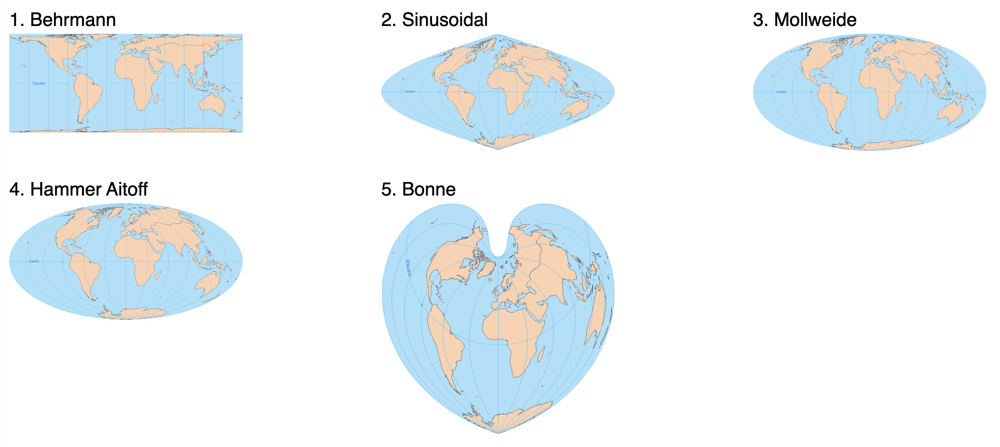 1. Behrmann
2. Sinusoidal
3. Mollweide
Equator
Equator
Equator
4. Hammer Aitoff
5. Bonne
Equator
Equator